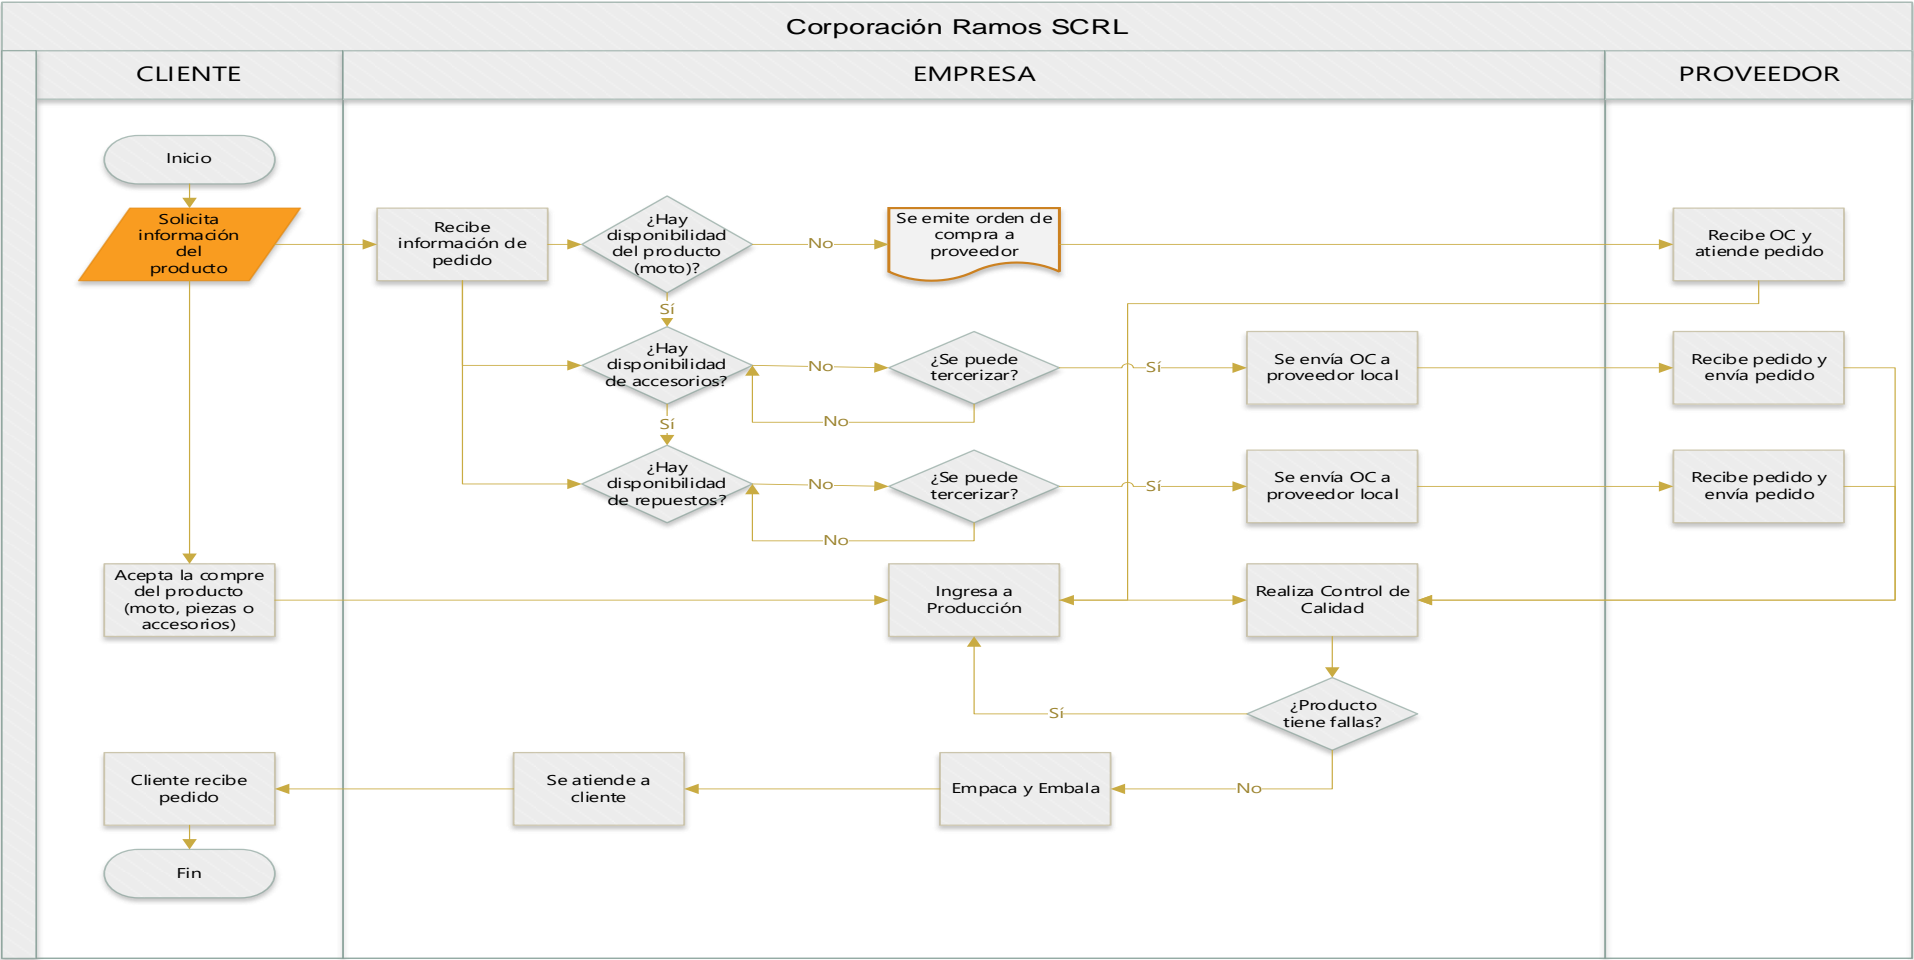 Corporación Ramos SCRL
CLIENTE
EMPRESA
PROVEEDOR
Inicio
Solicita
información
del
producto
Recibe
información de
pedido
¿Hay
disponibilidad
del producto
(moto)?
No
Se emite orden de
compra a
proveedor
Recibe OC y
atiende pedido
Sí
¿Hay
disponibilidad
de accesorios?
No
¿Se puede
tercerizar?
Sí
Se envía OC a
proveedor local
Recibe pedido y
envía pedido
No
Sí
¿Hay
disponibilidad
de repuestos?
No
¿Se puede
tercerizar?
Sí
Se envía OC a
proveedor local
Recibe pedido y
envía pedido
No
Acepta la compre
del producto
(moto, piezas o
accesorios)
Ingresa a
Producción
Realiza Control de
Calidad
¿Producto
tiene fallas?
Sí
No
Empaca y Embala
Se atiende a
cliente
Cliente recibe
pedido
Fin